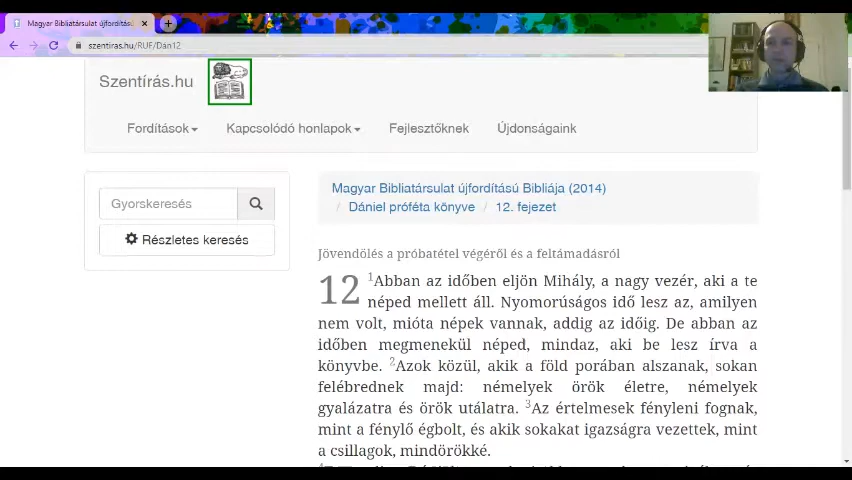 Magyar Bibliatársulat újfordítású
szentiras.hu/RUF/Dán12
Szentírás.hu
Fordítások
Kapcsolódó honlapok
Fejlesztőknek
Újdonságaink
Gyorskeresés
Részletes keresés
Magyar Bibliatársulat újfordítású Bibliája (2014)
/ Dániel próféta könyve / 12. fejezet
Jövendölés a próbatétel végéről és a feltámadásról
12 1Abban az időben eljön Mihály, a nagy vezér, aki a te
néped mellett áll. Nyomorúságos idő lesz az, amilyen
nem volt, mióta népek vannak, addig az időig. De abban az
időben megmenekül néped, mindaz, aki be lesz írva a
könyvbe. 2Azok közül, akik a föld porában alszanak, sokan
felébrednek majd: némelyek örök életre, némelyek
gyalázatra és örök utálatra. 3Az értelmesek fényleni fognak,
mint a fénylő égbolt, és akik sokakat igazságra vezettek, mint
a csillagok, mindörökké.